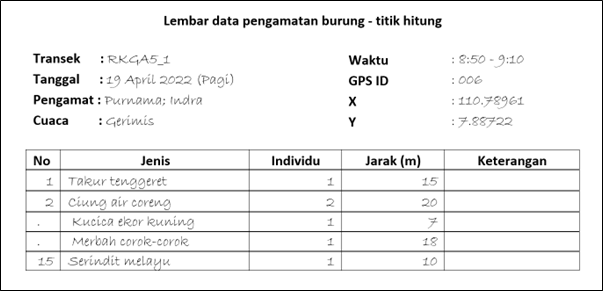 Lembar data pengamatan burung - titik hitung
Transek : RKGA5_1 Waktu : 8:50 - 9:10
Tanggal : 19 April 2022 (Pagi) GPS ID : 006
Pengamat : Purnama; Indra X : 110.78961
Cuaca : Gerimis Y : 7.88722
No Jenis Individu Jarak (m) Keterangan
1 Takur tenggeret 1 15
2 Ciung air coreng 2 20
. Kucica ekor kuning 1 7
. Merbah corok-corok 1 18
15 Serindit melayu 1 10